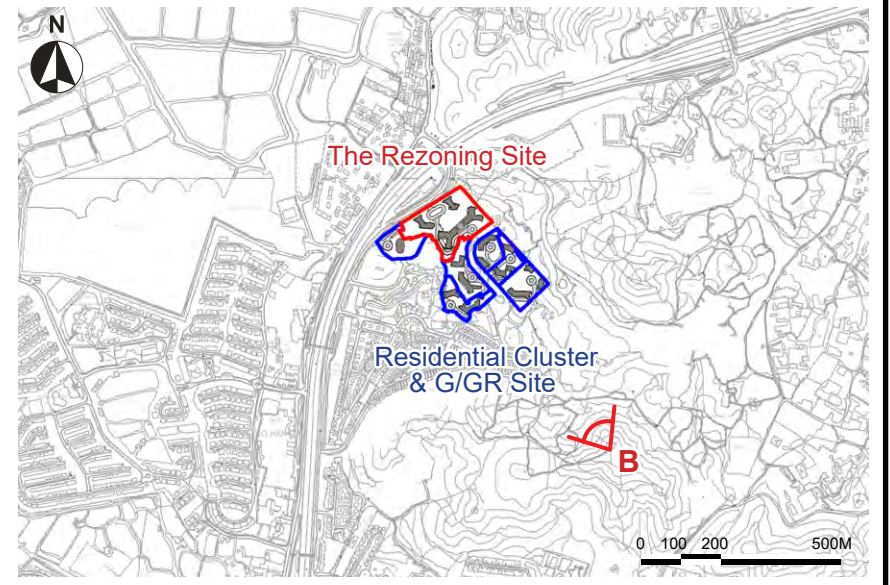 N
The Rezoning Site
Residential Cluster
& G/GR Site
B
0 100 200 500M